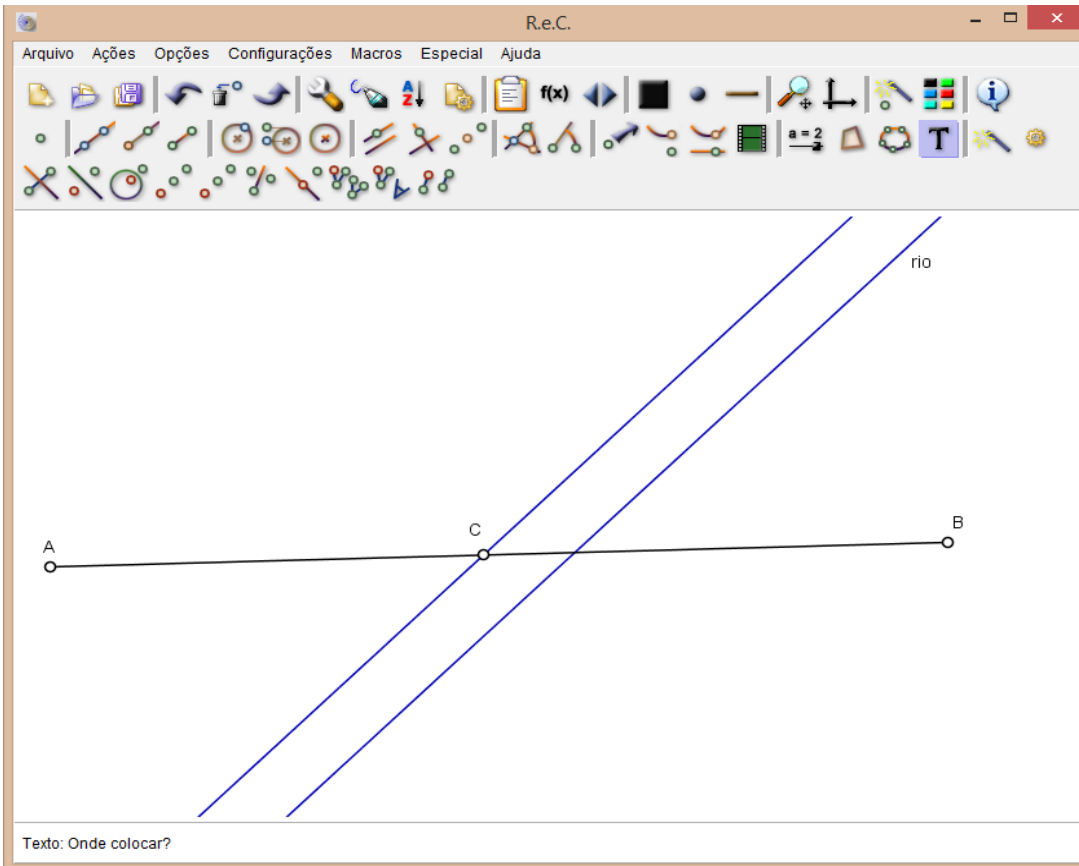 R.e.C.
Arquivo Ações Opções Configurações Macros Especial Ajuda
A Z f(x)
a = 2 T
rio
C
B
A
Texto: Onde colocar?